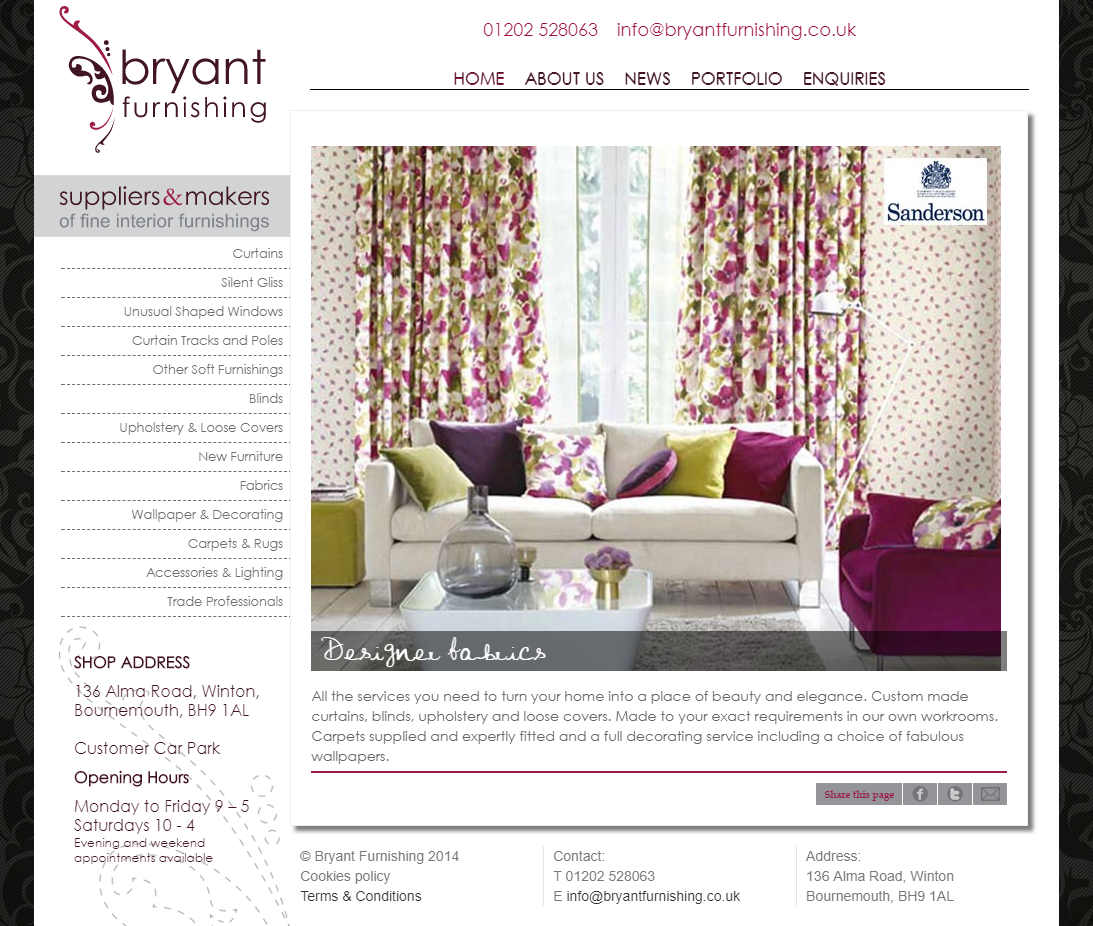 bryant
furnishing
01202 528063 info@bryantfurnishing.co.uk
HOME ABOUT US NEWS PORTFOLIO ENQUIRIES
suppliers&makers
of fine interior furnishings
Curtains
Silent Gliss
Unusual Shaped Windows
Curtain Tracks and Poles
Other Soft Furnishings
Blinds
Upholstery & Loose Covers
New Furniture
Fabrics
Wallpaper & Decorating
Carpets & Rugs
Accessories & Lighting
Trade Professionals
SHOP ADDRESS
136 Alma Road, Winton,
Bournemouth, BH9 1AL
Customer Car Park
Opening Hours
Monday to Friday 9 – 5
Saturdays 10 - 4
Evening and weekend
appointments available
Sanderson
Designer fabrics
All the services you need to turn your home into a place of beauty and elegance. Custom made
curtains, blinds, upholstery and loose covers. Made to your exact requirements in our own workrooms.
Carpets supplied and expertly fitted and a full decorating service including a choice of fabulous
wallpapers.
Share this page
© Bryant Furnishing 2014
Cookies policy
Terms & Conditions
Contact:
T 01202 528063
E info@bryantfurnishing.co.uk
Address:
136 Alma Road, Winton
Bournemouth, BH9 1AL